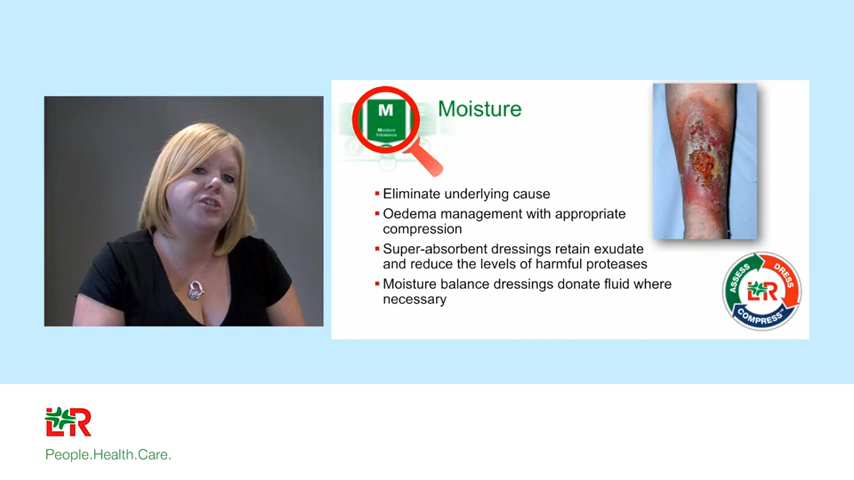 M
Moisture
Imbalance
Moisture
Eliminate underlying cause
Oedema management with appropriate
compression
Super-absorbent dressings retain exudate
and reduce the levels of harmful proteases
Moisture balance dressings donate fluid where
necessary
ASSESS
DRESS
L&R
COMPRESS™
L&R
People.Health.Care.